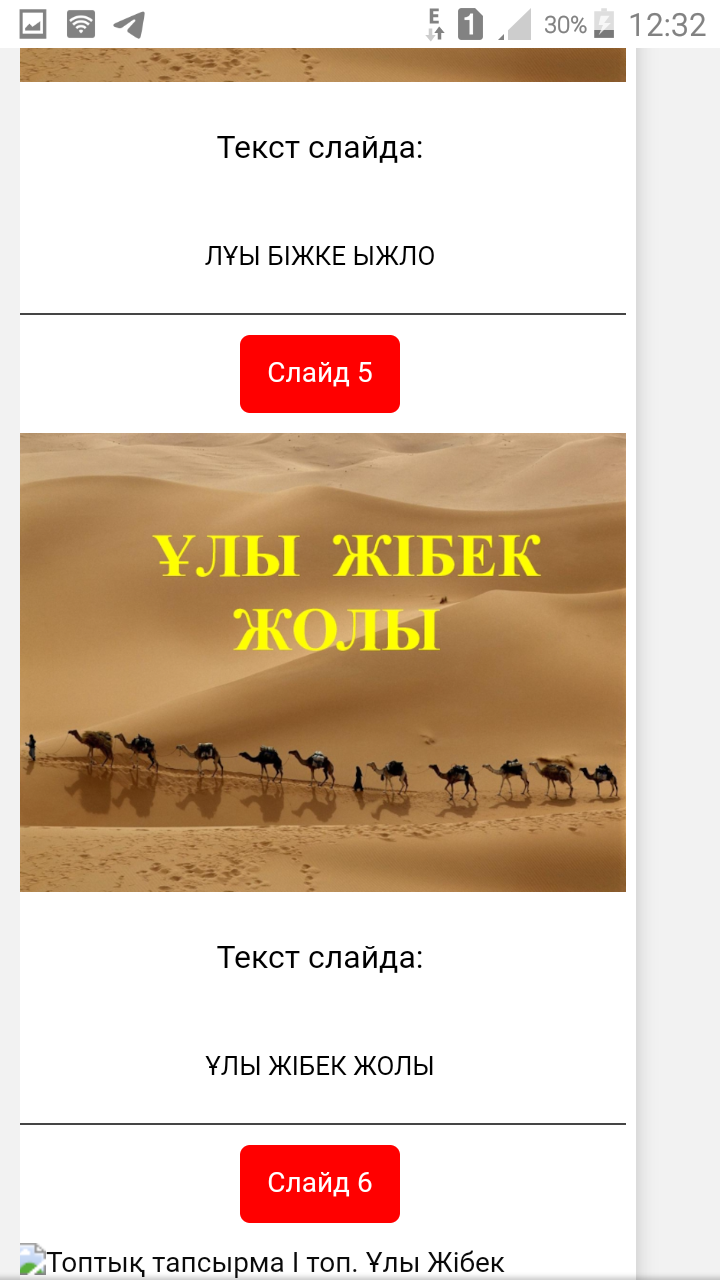 E 1 30% 12:32
Текст слайда:
ЛҰЫ БІЖКЕ ЫЖЛО
Слайд 5
ҰЛЫ ЖІБЕК
ЖОЛЫ
Текст слайда:
ҰЛЫ ЖІБЕК ЖОЛЫ
Слайд 6
Топтық тапсырма І топ. Ұлы Жібек